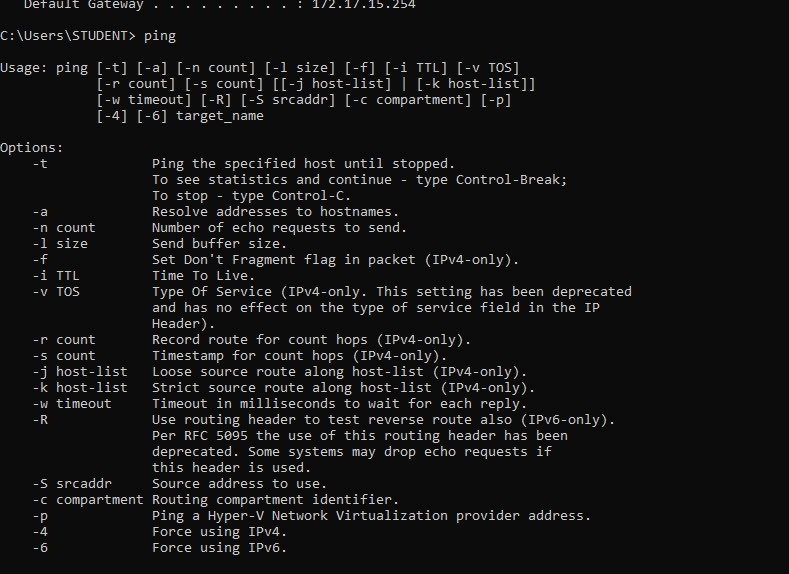 Default Gateway . . . . . . . . . : 172.17.15.254
C:\Users\STUDENT> ping
Usage: ping [-t] [-a] [-n count] [-l size] [-f] [-i TTL] [-v TOS]
[-r count] [-s count] [[-j host-list] | [-k host-list]]
[-w timeout] [-R] [-S srcaddr] [-c compartment] [-p]
[-4] [-6] target_name
Options:
-t Ping the specified host until stopped.
To see statistics and continue - type Control-Break;
To stop - type Control-C.
-a Resolve addresses to hostnames.
-n count Number of echo requests to send.
-l size Send buffer size.
-f Set Don't Fragment flag in packet (IPv4-only).
-i TTL Time To Live.
-v TOS Type Of Service (IPv4-only. This setting has been deprecated
and has no effect on the type of service field in the IP
Header).
-r count Record route for count hops (IPv4-only).
-s count Timestamp for count hops (IPv4-only).
-j host-list Loose source route along host-list (IPv4-only).
-k host-list Strict source route along host-list (IPv4-only).
-w timeout Timeout in milliseconds to wait for each reply.
-R Use routing header to test reverse route also (IPv6-only).
Per RFC 5095 the use of this routing header has been
deprecated. Some systems may drop echo requests if
this header is used.
-S srcaddr Source address to use.
-c compartment Routing compartment identifier.
-p Ping a Hyper-V Network Virtualization provider address.
-4 Force using IPv4.
-6 Force using IPv6.